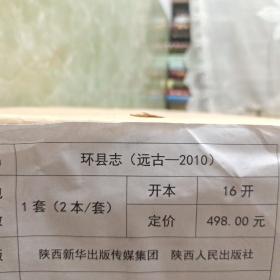 环县志（远古—2010）
1套（2本/套） 开本 16开
定价 498.00元
陕西新华出版传媒集团 陕西人民出版社